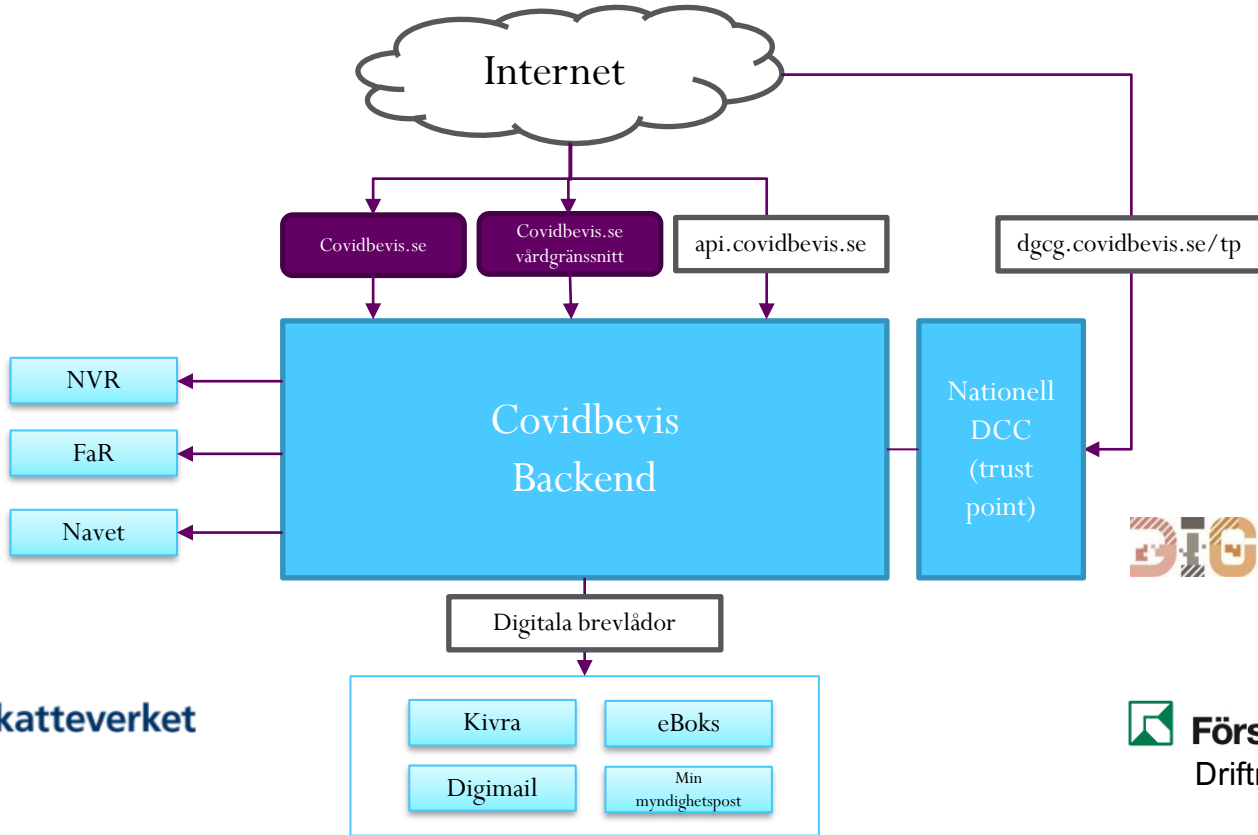 Internet
Covidbevis.se
Covidbevis.se
vårdgränssnitt
api.covidbevis.se
dgcg.covidbevis.se/tp
NVR
FaR
Navet
Covidbevis
Backend
Nationell
DCC
(trust
point)
DIG
Digitala brevlådor
katteverket
Kivra
eBoks
Digimail
Min
myndighetspost
Förs
Driftr